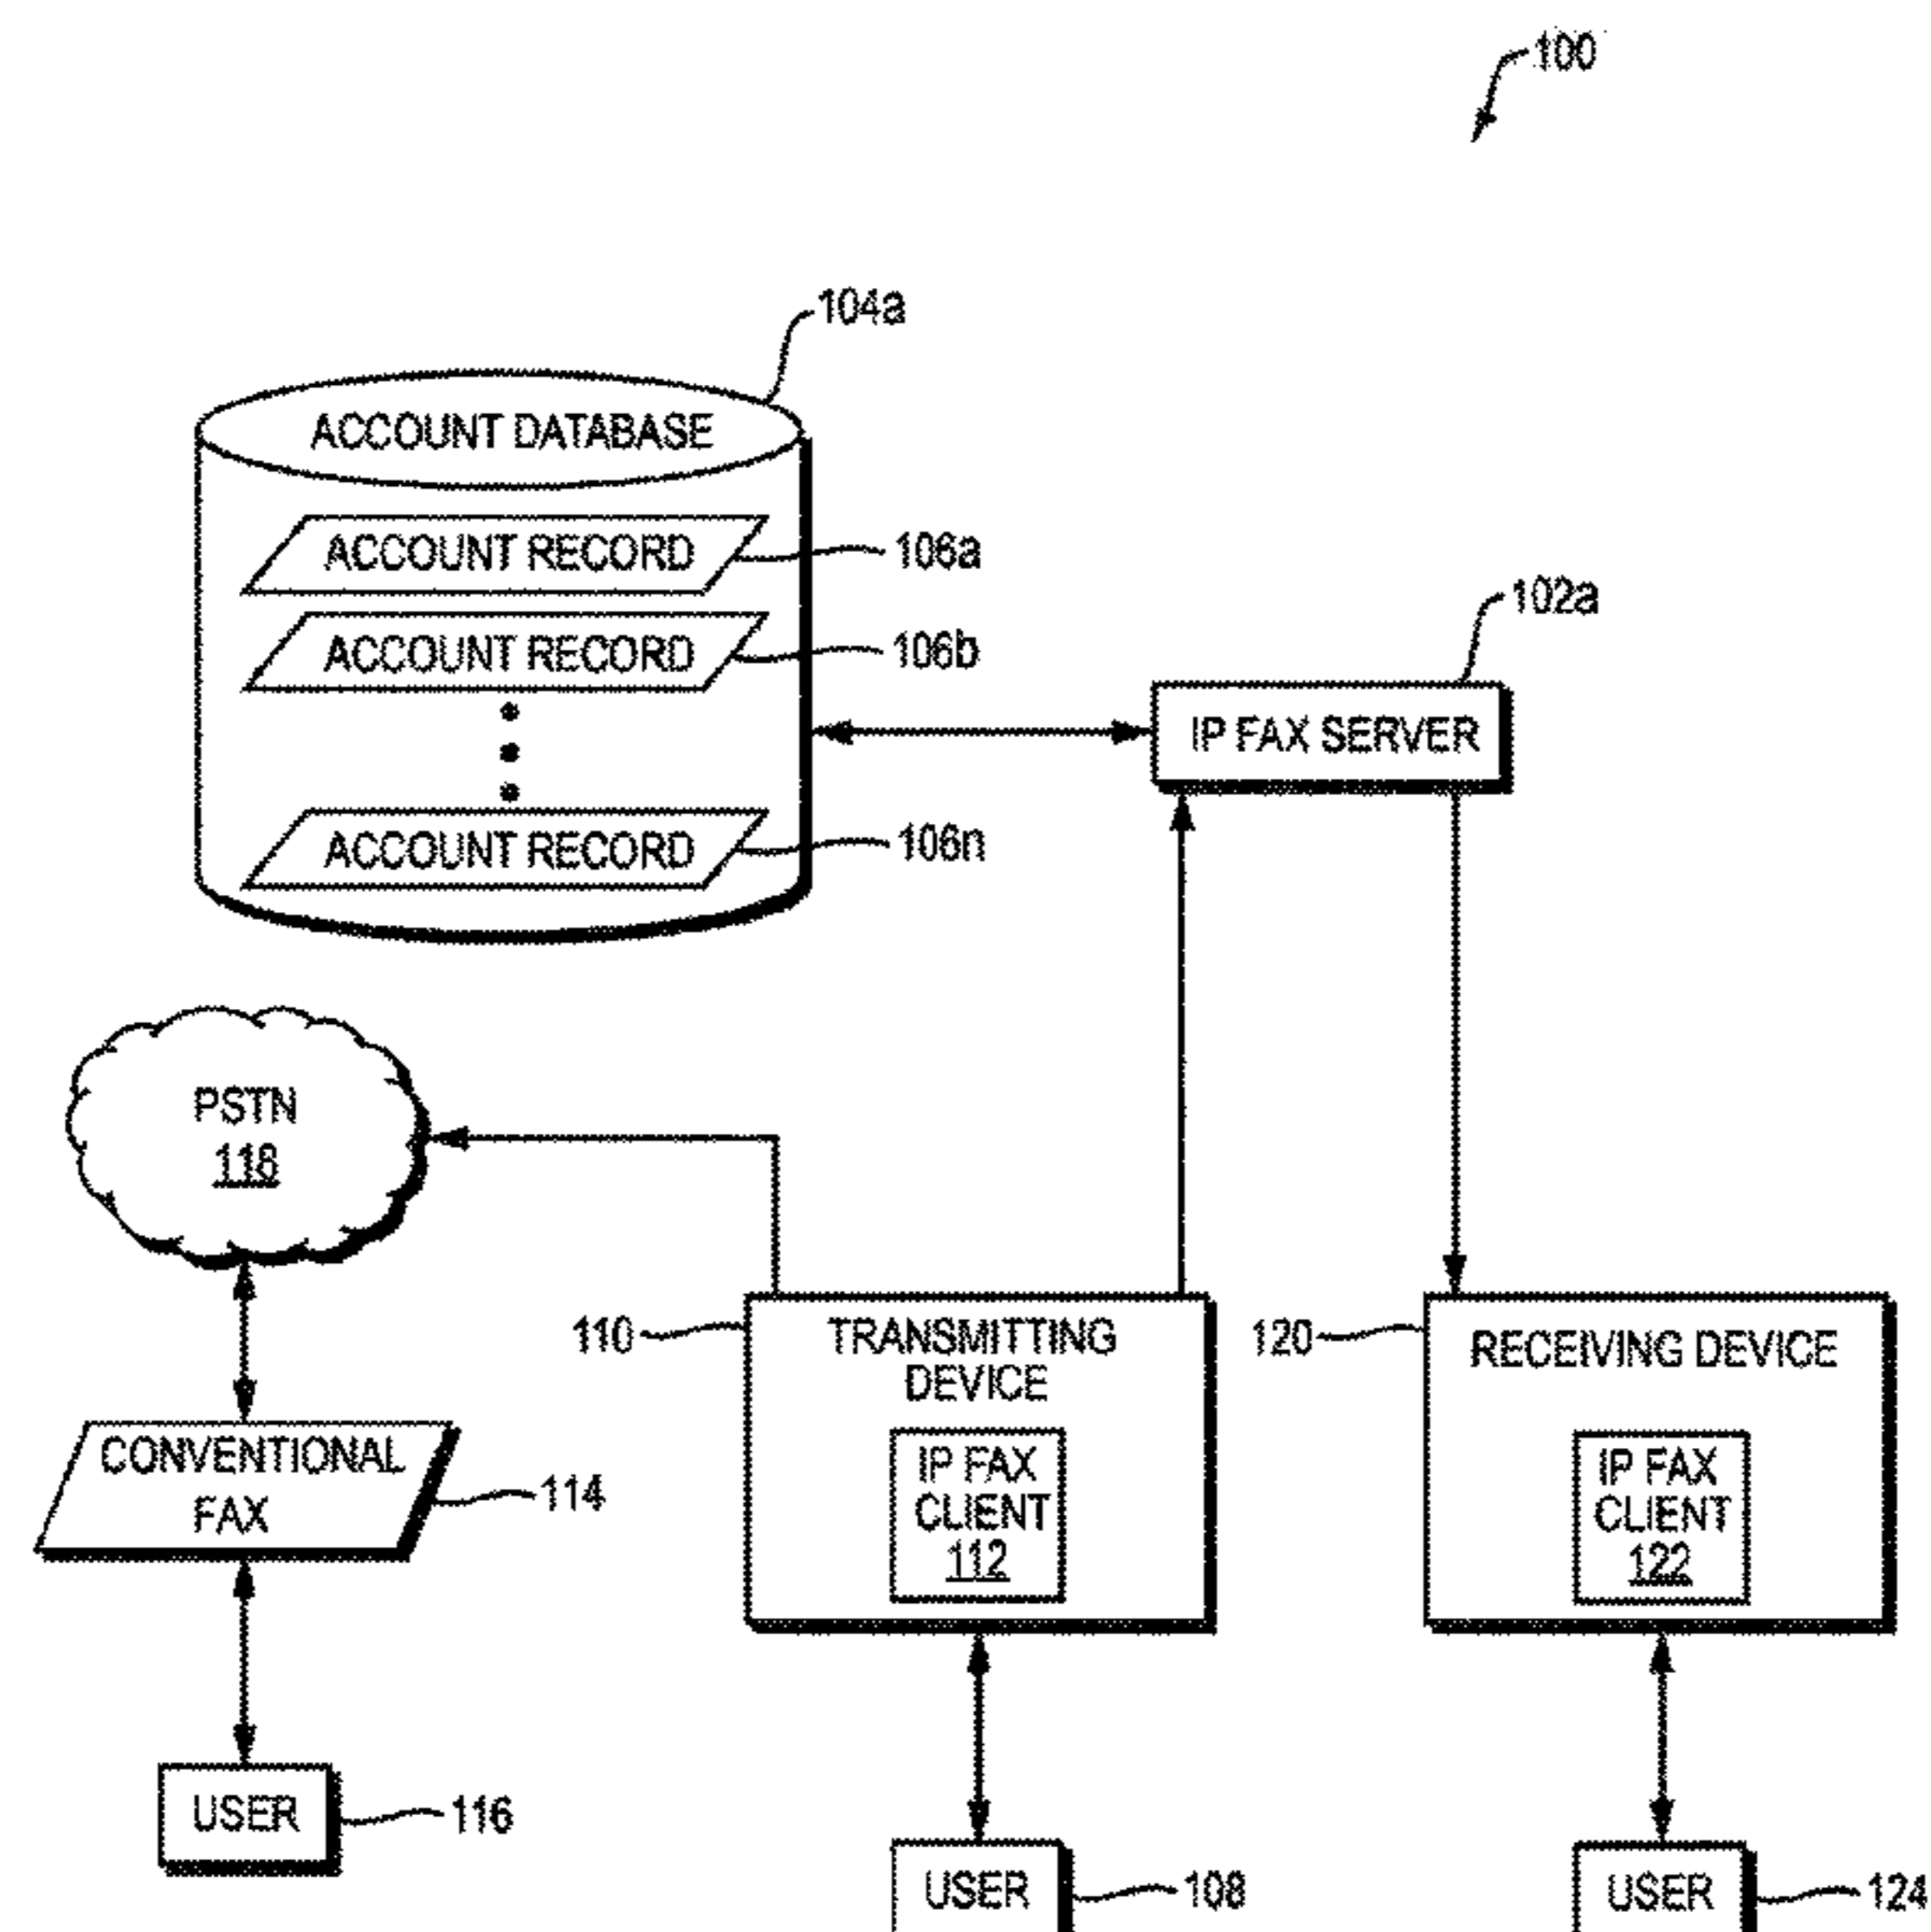 100
104a
ACCOUNT DATABASE
ACCOUNT RECORD
106a
ACCOUNT RECORD
106b
ACCOUNT RECORD
106n
102a
IP FAX SERVER
PSTN
118
110
TRANSMITTING
DEVICE
IP FAX
CLIENT
112
120
RECEIVING DEVICE
IP FAX
CLIENT
122
CONVENTIONAL
FAX
114
USER
116
USER
108
USER
124